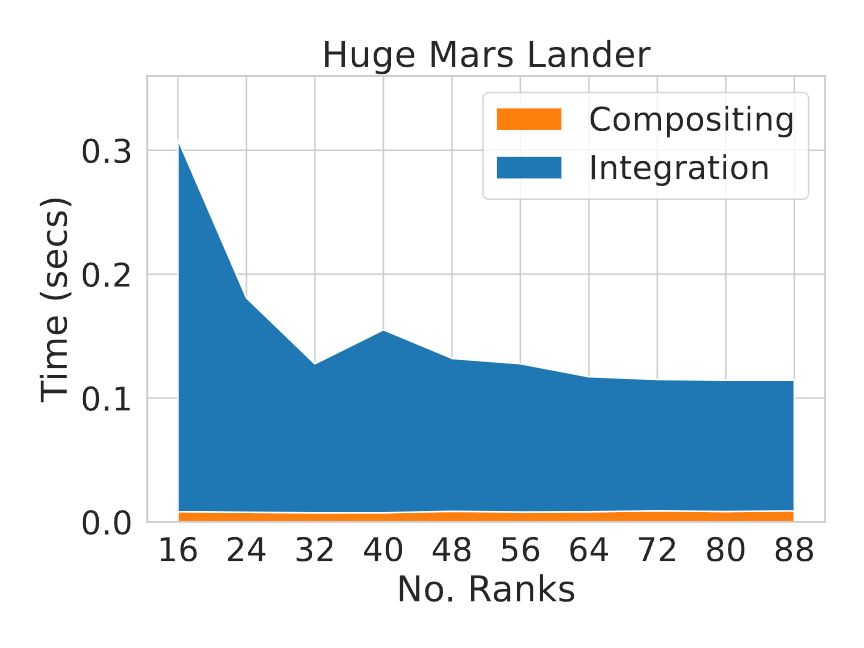 Huge Mars Lander
Compositing
Integration
Time (secs)
0.3
0.2
0.1
0.0
16 24 32 40 48 56 64 72 80 88
No. Ranks